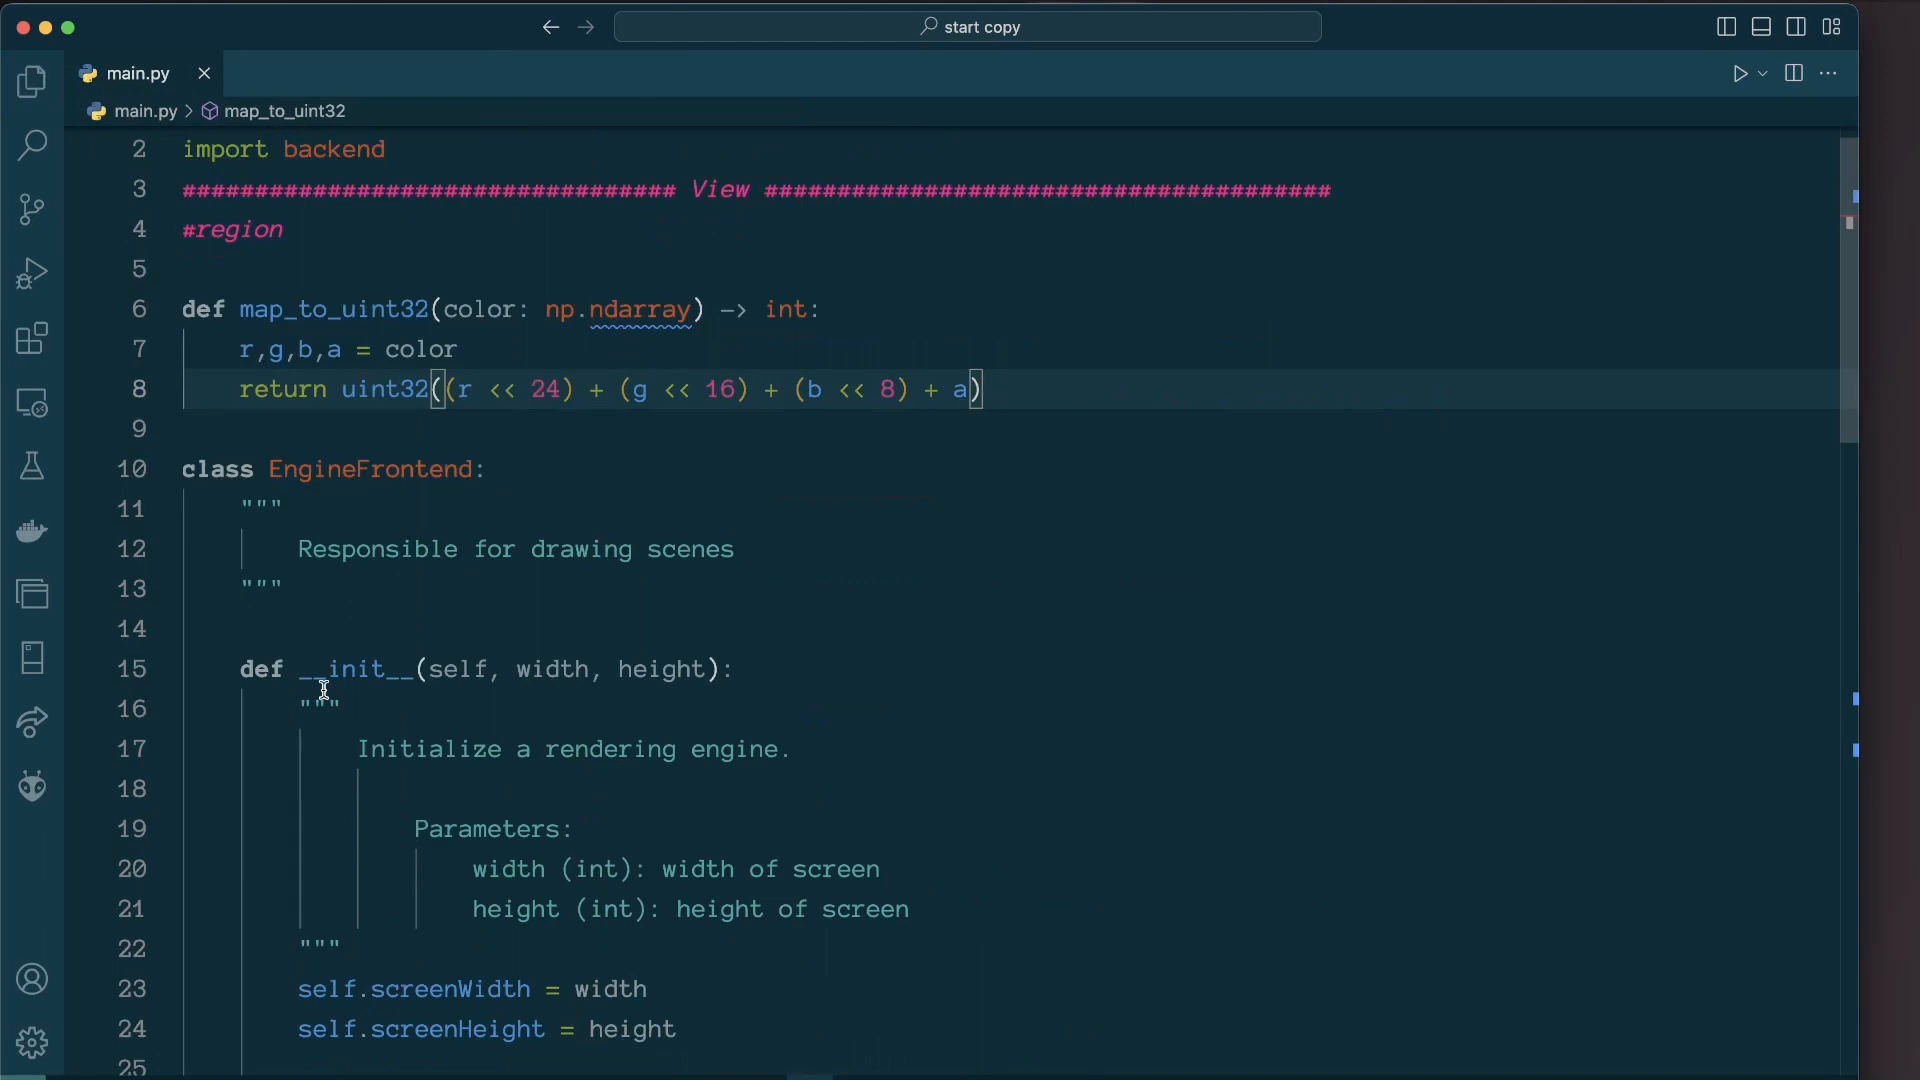 start copy
main.py
main.py > map_to_uint32
2 import backend
3 ################################## View #######################################
4 #region
5
6 def map_to_uint32(color: np.ndarray) -> int:
7 r,g,b,a = color
8 return uint32((r << 24) + (g << 16) + (b << 8) + a)
9
10 class EngineFrontend:
11 """
12 Responsible for drawing scenes
13 """
14
15 def __init__(self, width, height):
16 """
17 Initialize a rendering engine.
18
19 Parameters:
20 width (int): width of screen
21 height (int): height of screen
22 """
23 self.screenWidth = width
24 self.screenHeight = height
25